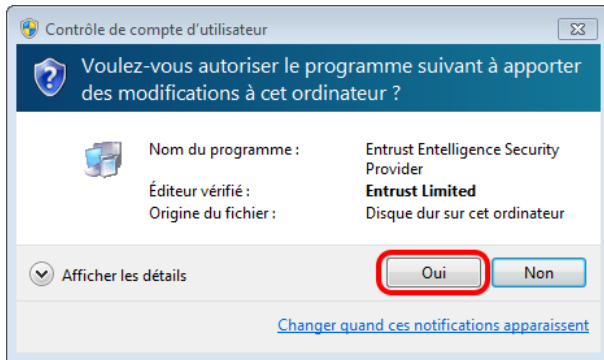 Contrôle de compte d'utilisateur
Voulez-vous autoriser le programme suivant à apporter
des modifications à cet ordinateur ?
Nom du programme : Entrust Entelligence Security
Provider
Éditeur vérifié : Entrust Limited
Origine du fichier : Disque dur sur cet ordinateur
Afficher les détails Oui Non
Changer quand ces notifications apparaissent